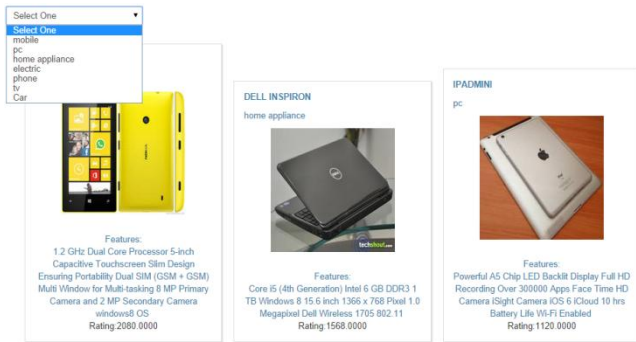 Select One
Select One
mobile
pc
home appliance
electric
phone
tv
Car
Features:
1.2 GHz Dual Core Processor 5-inch
Capacitive Touchscreen Slim Design
Ensuring Portability Dual SIM (GSM + GSM)
Multi Window for Multi-tasking 8 MP Primary
Camera and 2 MP Secondary Camera
windows8 OS
Rating:2080.0000
DELL INSPIRON
home appliance
techshout.com
Features:
Core i5 (4th Generation) Intel 6 GB DDR3 1
TB Windows 8 15.6 inch 1366 x 768 Pixel 1.0
Megapixel Dell Wireless 1705 802.11
Rating:1568.0000
IPADMINI
pc
Features:
Powerful A5 Chip LED Backlit Display Full HD
Recording Over 300000 Apps Face Time HD
Camera iSight Camera iOS 6 iCloud 10 hrs
Battery Life Wi-Fi Enabled
Rating:1120.0000